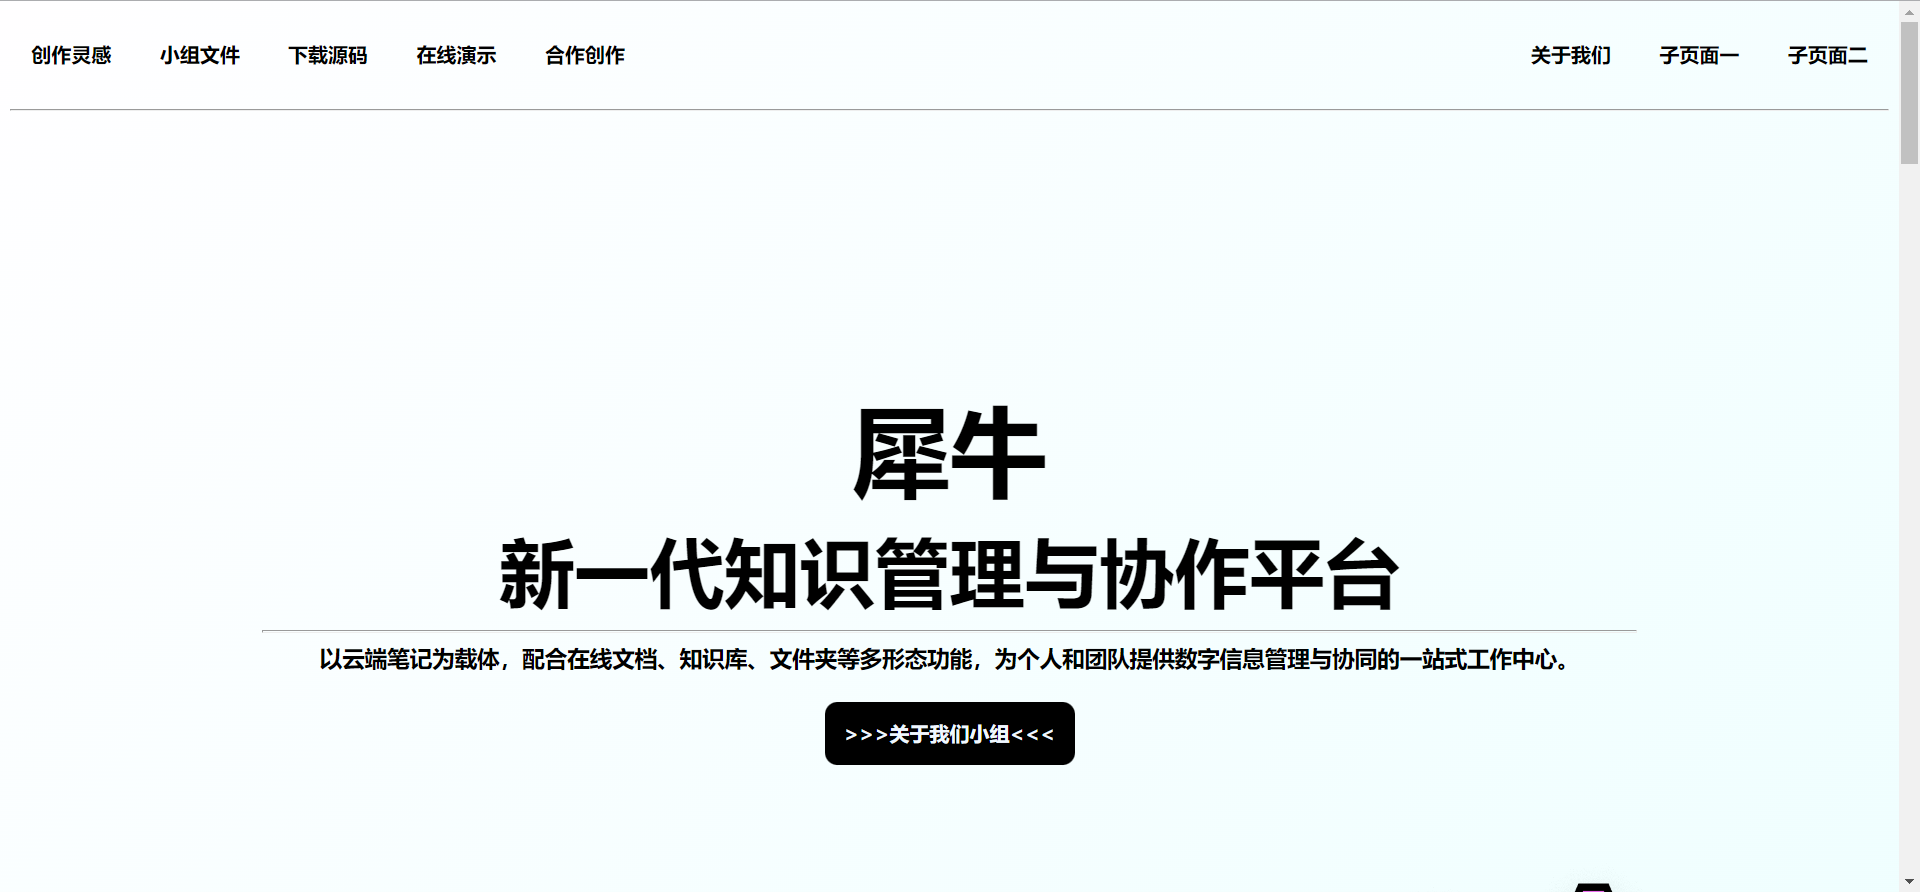 创作灵感 小组文件 下载源码 在线演示 合作创作 关于我们 子页面一 子页面二
犀牛
新一代知识管理与协作平台
以云端笔记为载体，配合在线文档、知识库、文件夹等多形态功能，为个人和团队提供数字信息管理与协同的一站式工作中心。
>>>关于我们小组<<<